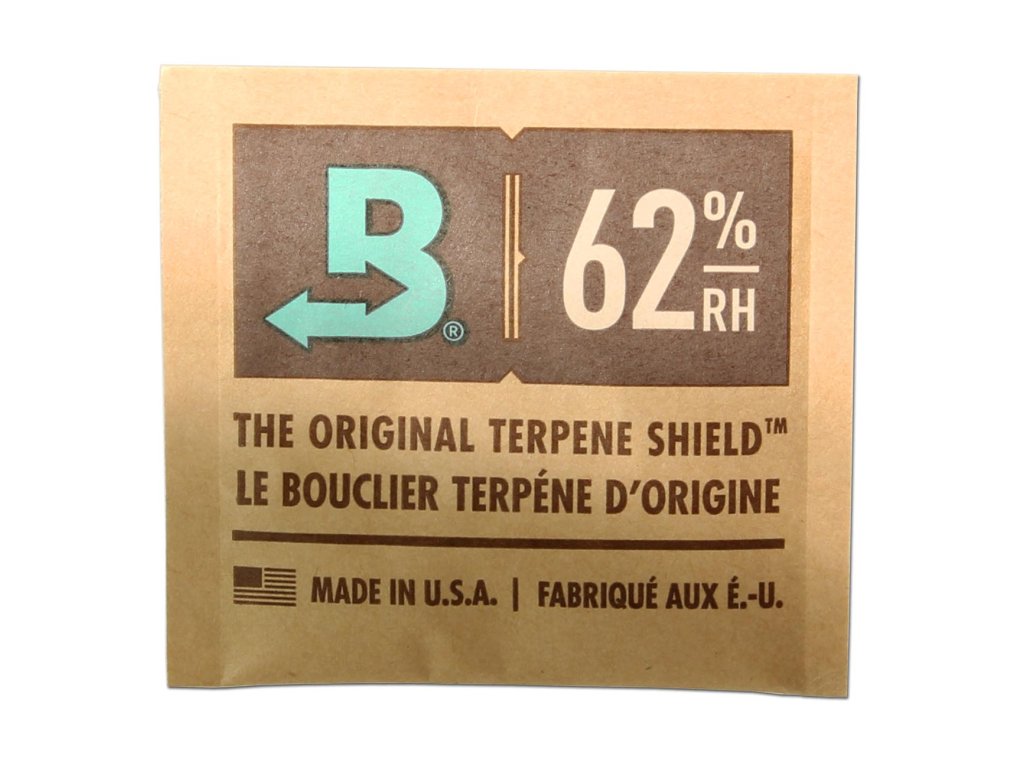 B®
62% RH
THE ORIGINAL TERPENE SHIELD™
LE BOUCLIER TERPÉNE D'ORIGINE
MADE IN U.S.A. | FABRIQUÉ AUX É.-U.